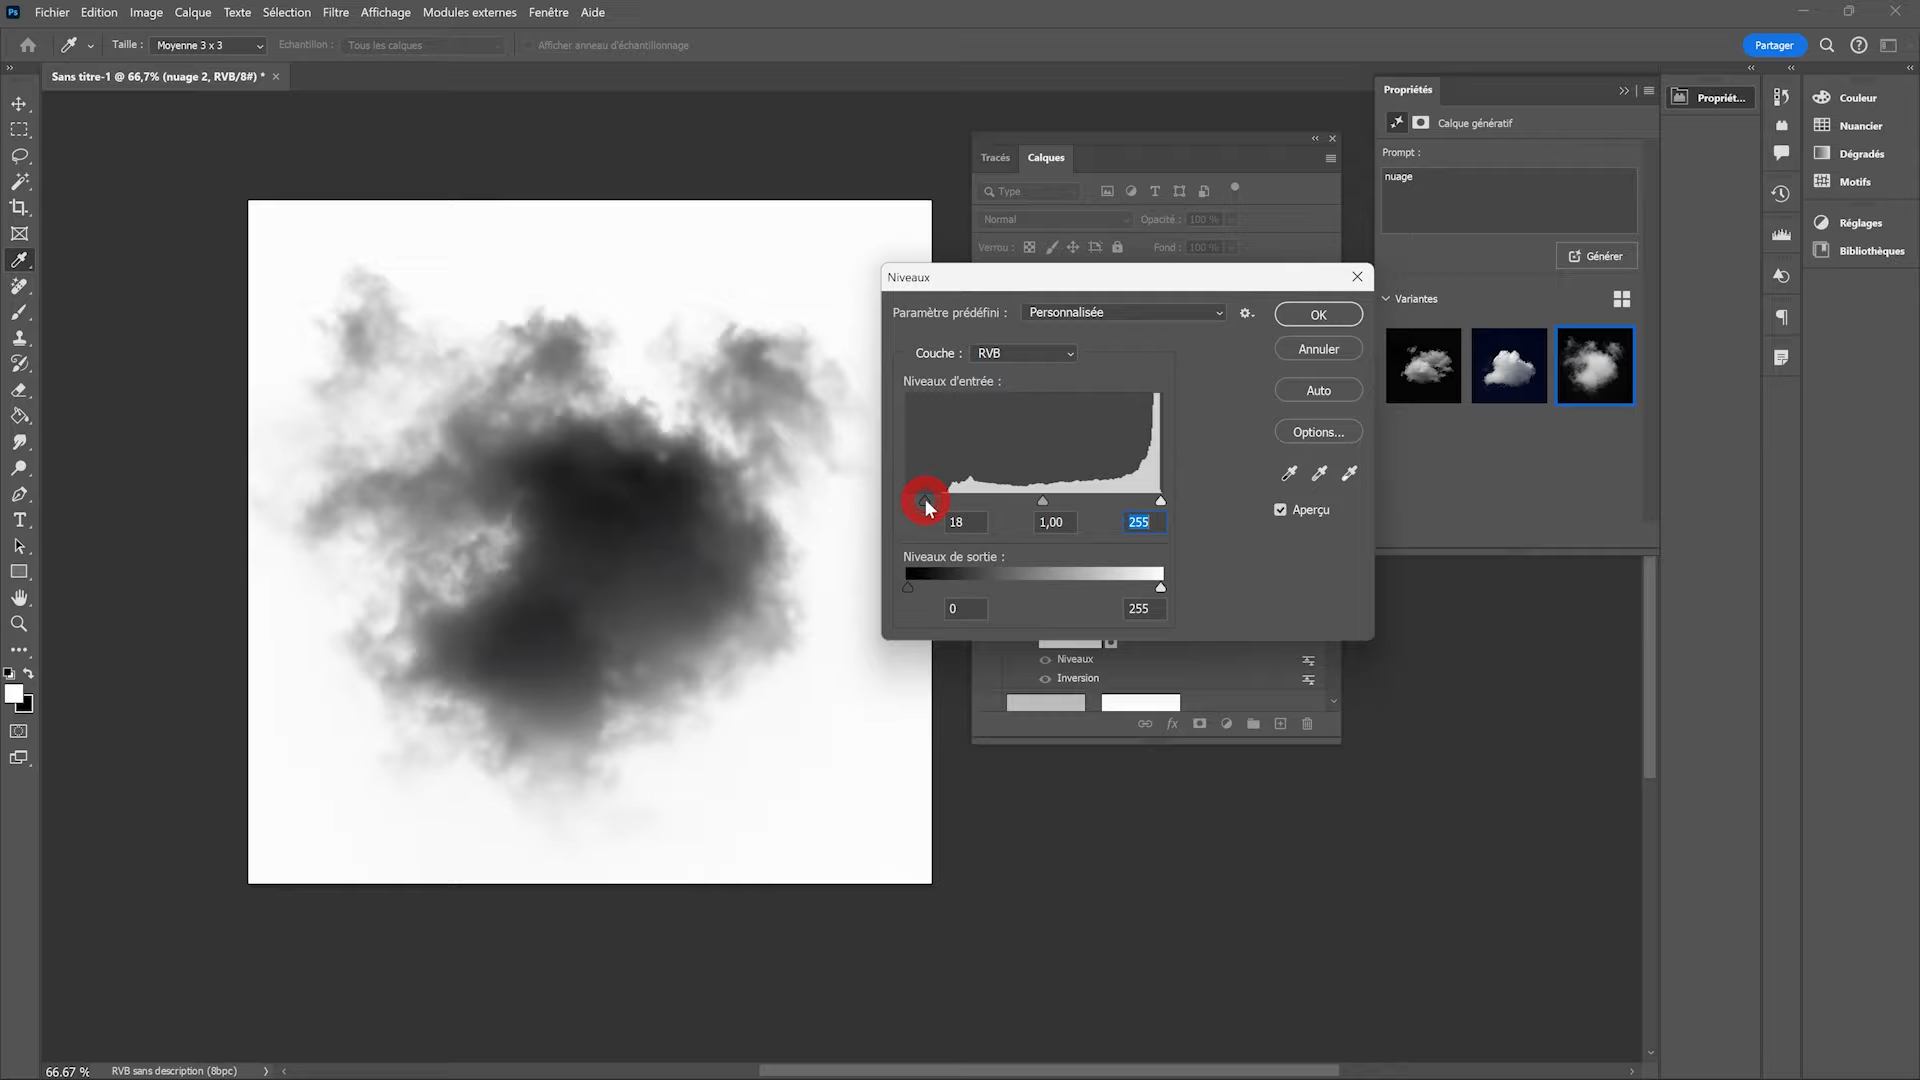 Ps Fichier Edition Image Calque Texte Sélection Filtre Affichage Modules externes Fenêtre Aide
Taille : Moyenne 3 x 3 Echantillon : Tous les calques Afficher anneau d'échantillonnage Partager
Sans titre-1 @ 66,7% (nuage 2, RVB/8#) *
Propriétés
Calque génératif
Prompt :
nuage
Générer
Variantes
Propriét...
Couleur
Nuancier
Dégradés
Motifs
Réglages
Bibliothèques
Tracés Calques
Type
Normal Opacité : 100 %
Verrou : Fond : 100 %
Niveaux
Paramètre prédéfini : Personnalisée
OK
Couche : RVB
Annuler
Niveaux d'entrée :
Auto
Options...
Aperçu
18 1,00 255
Niveaux de sortie :
0 255
Niveaux
Inversion
66.67 % RVB sans description (8bpc)